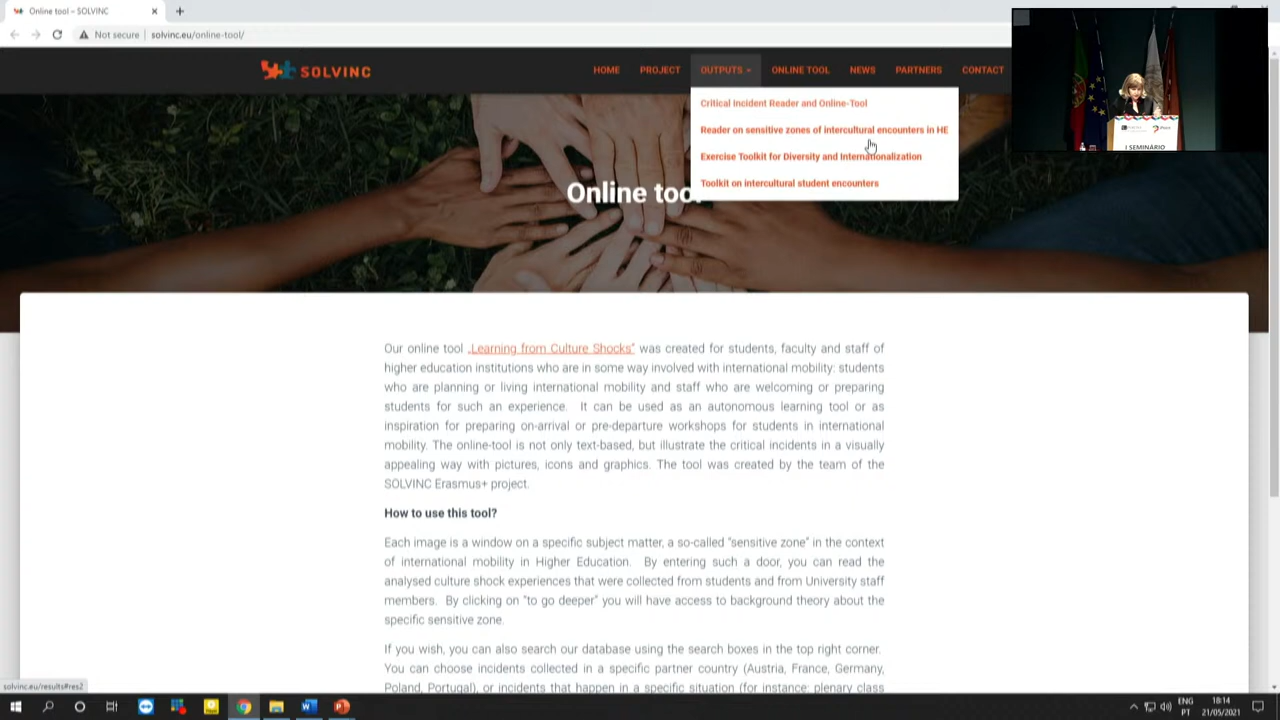 Online tool – SOLVINC
Not secure
solvinc.eu/online-tool/
SOLVINC
HOME
PROJECT
OUTPUTS
ONLINE TOOL
NEWS
PARTNERS
CONTACT
Critical Incident Reader and Online-Tool
Reader on sensitive zones of intercultural encounters in HE
Exercise Toolkit for Diversity and Internationalization
Toolkit on intercultural student encounters
I SEMINÁRIO
Online tool
Our online tool „Learning from Culture Shocks” was created for students, faculty and staff of
higher education institutions who are in some way involved with international mobility: students
who are planning or living international mobility and staff who are welcoming or preparing
students for such an experience. It can be used as an autonomous learning tool or as
inspiration for preparing on-arrival or pre-departure workshops for students in international
mobility. The online-tool is not only text-based, but illustrate the critical incidents in a visually
appealing way with pictures, icons and graphics. The tool was created by the team of the
SOLVINC Erasmus+ project.
How to use this tool?
Each image is a window on a specific subject matter, a so-called “sensitive zone” in the context
of international mobility in Higher Education. By entering such a door, you can read the
analysed culture shock experiences that were collected from students and from University staff
members. By clicking on “to go deeper” you will have access to background theory about the
specific sensitive zone.
If you wish, you can also search our database using the search boxes in the top right corner.
You can choose incidents collected in a specific partner country (Austria, France, Germany,
Poland, Portugal), or incidents that happen in a specific situation (for instance: plenary class
solvinc.eu/results#res2
ENG
PT
18:14
21/05/2021